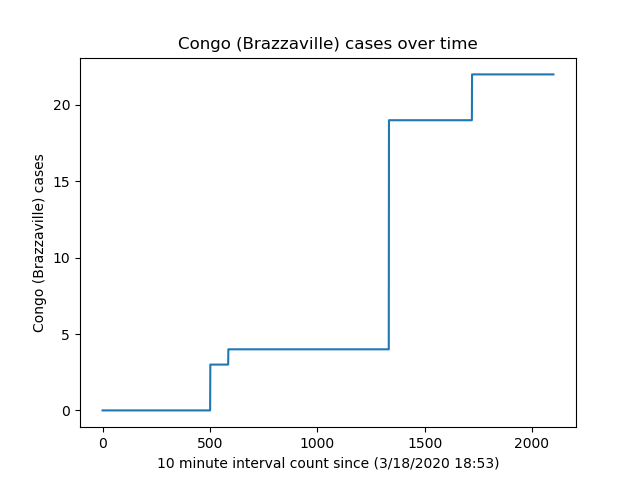 Congo (Brazzaville) cases over time
Congo (Brazzaville) cases
20
15
10
5
0
0 500 1000 1500 2000
10 minute interval count since (3/18/2020 18:53)